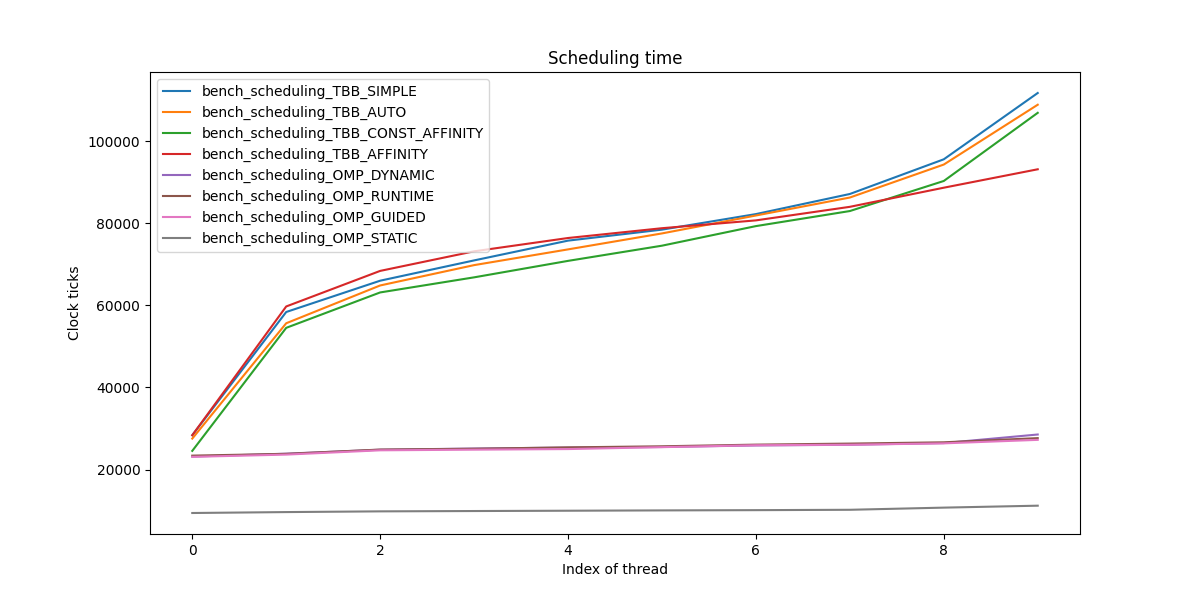 Scheduling time
bench_scheduling_TBB_SIMPLE
bench_scheduling_TBB_AUTO
bench_scheduling_TBB_CONST_AFFINITY
bench_scheduling_TBB_AFFINITY
bench_scheduling_OMP_DYNAMIC
bench_scheduling_OMP_RUNTIME
bench_scheduling_OMP_GUIDED
bench_scheduling_OMP_STATIC
100000
80000
60000
40000
20000
Clock ticks
0 2 4 6 8
Index of thread